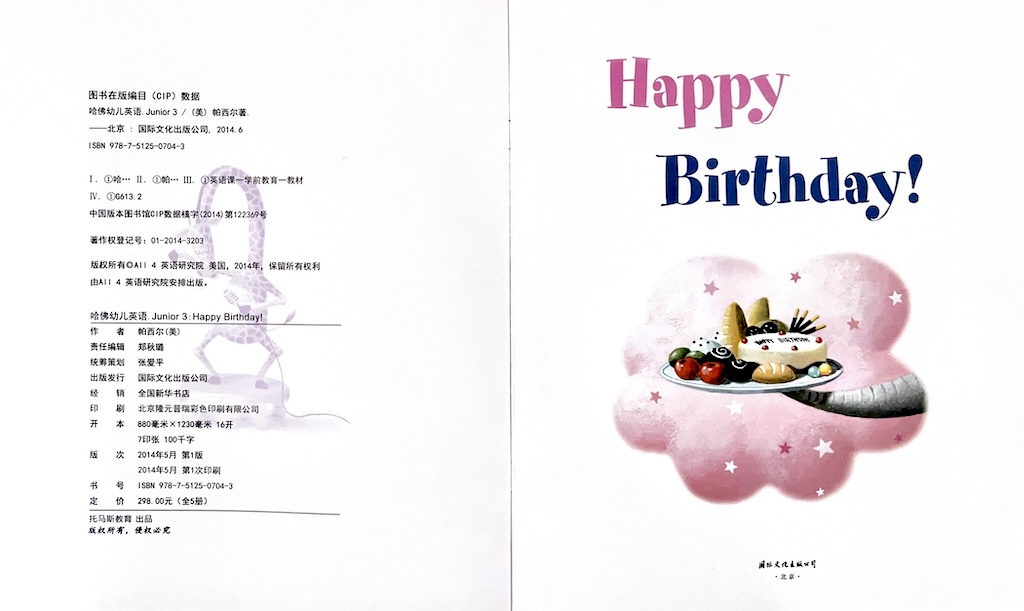 图书在版编目（CIP）数据
哈佛幼儿英语. Junior 3 /（美）帕西尔著.
——北京 : 国际文化出版公司, 2014.6
ISBN 978-7-5125-0704-3
Ⅰ. ①哈… Ⅱ. ①帕… Ⅲ. ①英语课－学前教育－教材
Ⅳ. ①G613.2
中国版本图书馆CIP数据核字(2014)第122369号
著作权登记号：01-2014-3203
版权所有◎All 4 英语研究院 美国，2014年，保留所有权利
由All 4 英语研究院安排出版。
哈佛幼儿英语. Junior 3: Happy Birthday!
作 者 帕西尔(美)
责任编辑 郑秋璐
统筹策划 张爱平
出版发行 国际文化出版公司
经 销 全国新华书店
印 刷 北京隆元普瑞彩色印刷有限公司
开 本 880毫米×1230毫米 16开
7印张 100千字
版 次 2014年5月 第1版
2014年5月 第1次印刷
书 号 ISBN 978-7-5125-0704-3
定 价 298.00元（全5册）
托马斯教育 出品
版权所有，侵权必究
Happy
Birthday!
HAPPY BIRTHDAY
国际文化出版公司
·北京·